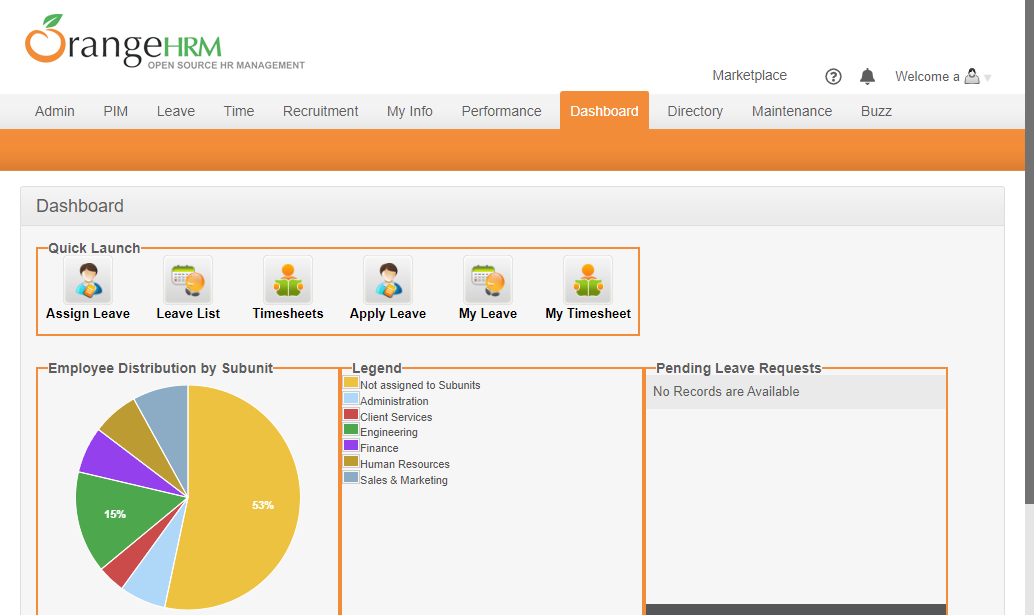 OrangeHRM
OPEN SOURCE HR MANAGEMENT
Marketplace ? Welcome a
Admin PIM Leave Time Recruitment My Info Performance Dashboard Directory Maintenance Buzz
Dashboard
Quick Launch
Assign Leave Leave List Timesheets Apply Leave My Leave My Timesheet
Employee Distribution by Subunit
53%
15%
Legend
Not assigned to Subunits
Administration
Client Services
Engineering
Finance
Human Resources
Sales & Marketing
Pending Leave Requests
No Records are Available